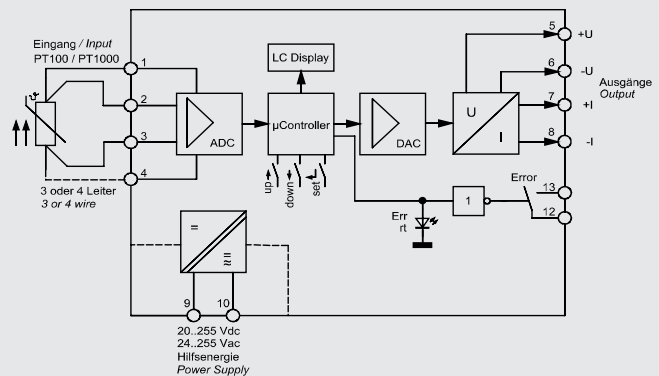 Eingang / Input
PT100 / PT1000
1
2
3
4
ϑ
3 oder 4 Leiter
3 or 4 wire
LC Display
ADC
µController
DAC
U
I
up
down
set
5
+U
6
-U
Ausgänge
Output
7
+I
8
-I
Err
rt
1
Error
13
12
=
≈
9
10
20..255 Vdc
24..255 Vac
Hilfsenergie
Power Supply